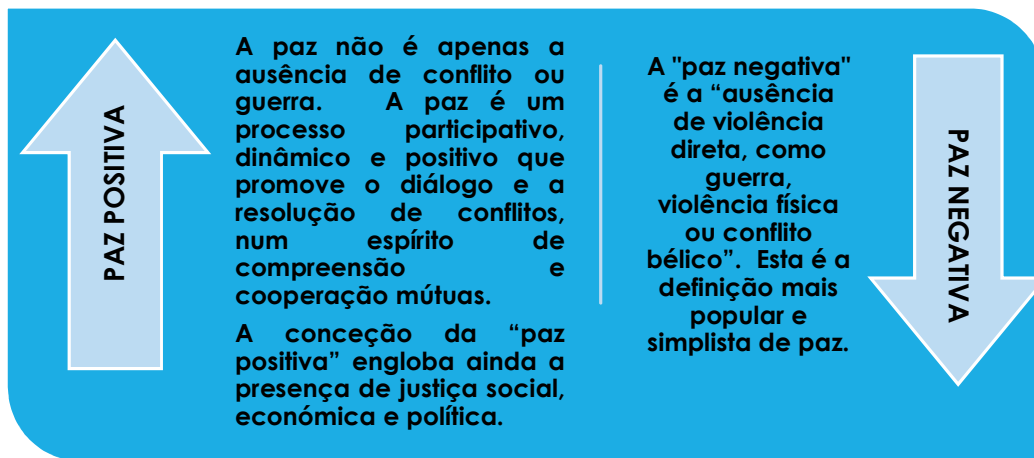 PAZ POSITIVA
A paz não é apenas a
ausência de conflito ou
guerra. A paz é um
processo participativo,
dinâmico e positivo que
promove o diálogo e a
resolução de conflitos,
num espírito de
compreensão e
cooperação mútuas.
A conceção da “paz
positiva” engloba ainda a
presença de justiça social,
económica e política.
A "paz negativa"
é a “ausência
de violência
direta, como
guerra,
violência física
ou conflito
bélico”. Esta é a
definição mais
popular e
simplista de paz.
PAZ NEGATIVA